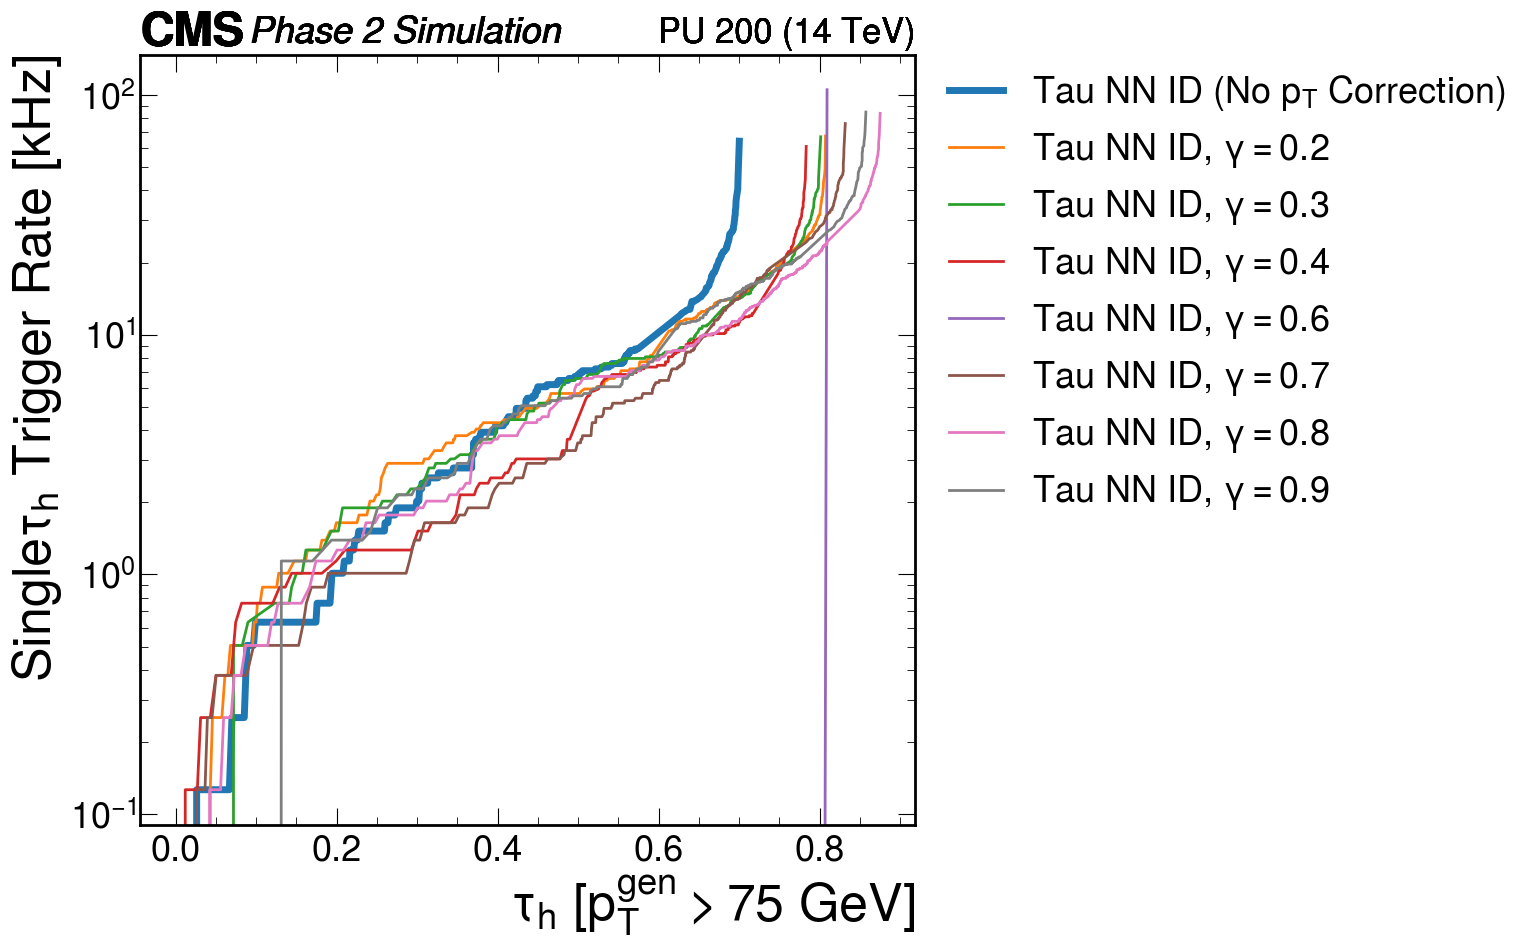 CMS Phase 2 Simulation PU 200 (14 TeV)
Single τ_h Trigger Rate [kHz]
10²
10¹
10⁰
10⁻¹
0.0 0.2 0.4 0.6 0.8
τ_h [p_T^gen > 75 GeV]
Tau NN ID (No p_T Correction)
Tau NN ID, γ = 0.2
Tau NN ID, γ = 0.3
Tau NN ID, γ = 0.4
Tau NN ID, γ = 0.6
Tau NN ID, γ = 0.7
Tau NN ID, γ = 0.8
Tau NN ID, γ = 0.9